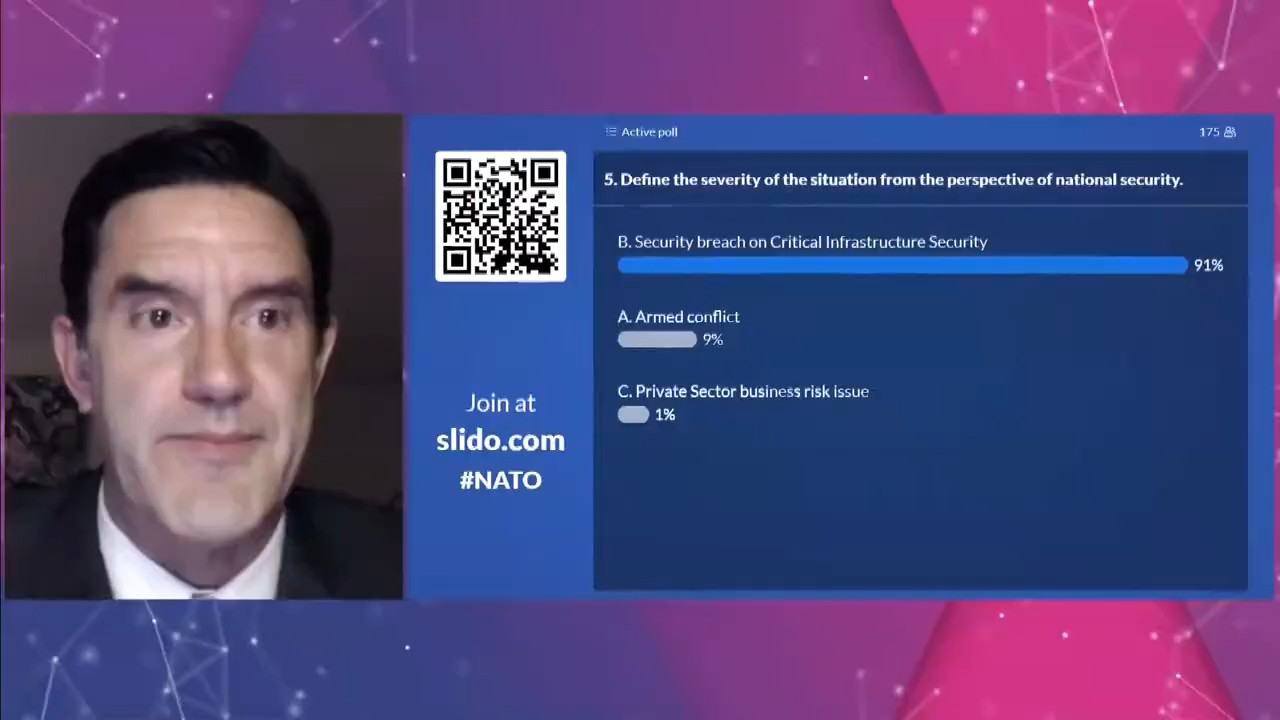 Active poll
175
5. Define the severity of the situation from the perspective of national security.
B. Security breach on Critical Infrastructure Security
91%
A. Armed conflict
9%
C. Private Sector business risk issue
1%
Join at
slido.com
#NATO